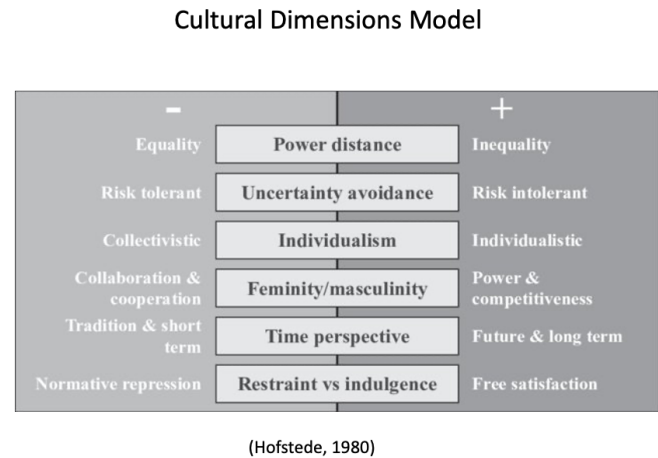 Cultural Dimensions Model
- +
Equality Power distance Inequality
Risk tolerant Uncertainty avoidance Risk intolerant
Collectivistic Individualism Individualistic
Collaboration &
cooperation
Feminity/masculinity
Power &
competitiveness
Tradition & short
term
Time perspective Future & long term
Normative repression Restraint vs indulgence Free satisfaction
(Hofstede, 1980)